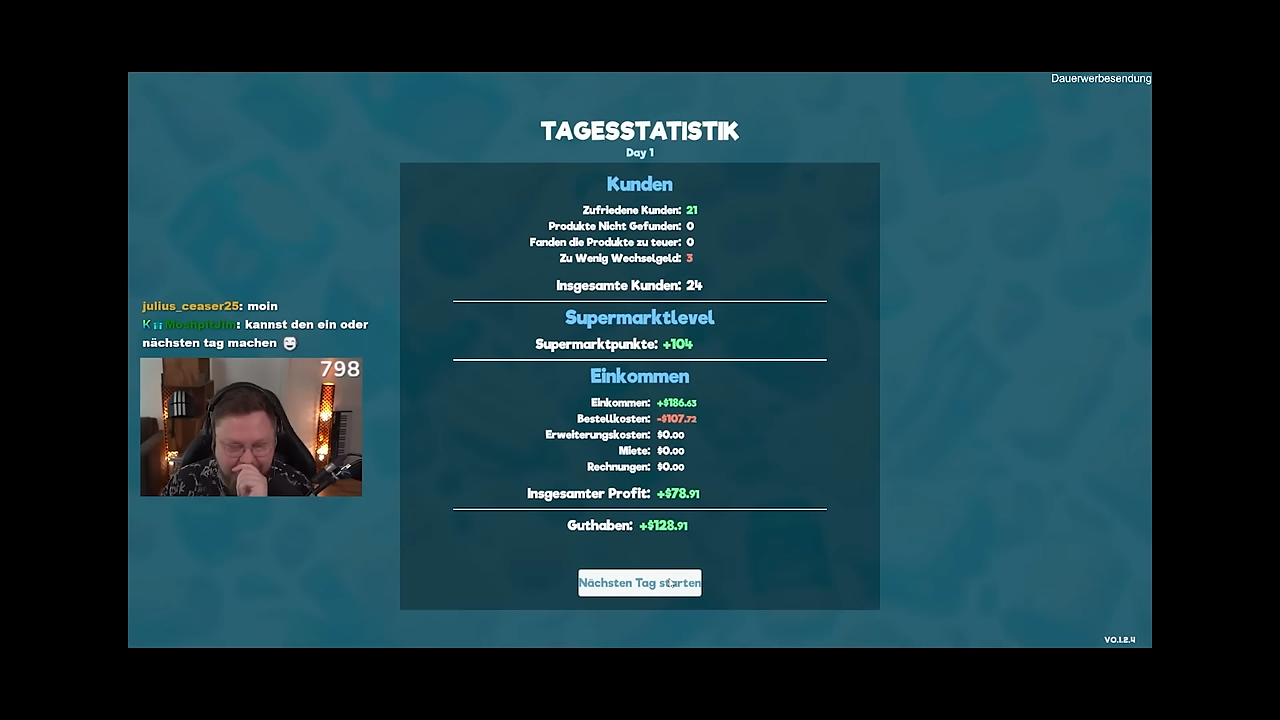 Dauerwerbesendung
TAGESSTATISTIK
Day 1
Kunden
Zufriedene Kunden: 21
Produkte Nicht Gefunden: 0
Fanden die Produkte zu teuer: 0
Zu Wenig Wechselgeld: 3
Insgesamte Kunden: 24
Supermarktlevel
Supermarktpunkte: +104
Einkommen
Einkommen: +$186.63
Bestellkosten: -$107.72
Erweiterungskosten: $0.00
Miete: $0.00
Rechnungen: $0.00
Insgesamter Profit: +$78.91
Guthaben: +$128.91
Nächsten Tag starten
julius_ceaser25: moin
MoshpitJim: kannst den ein oder
nächsten tag machen
798
V0.1.2.4